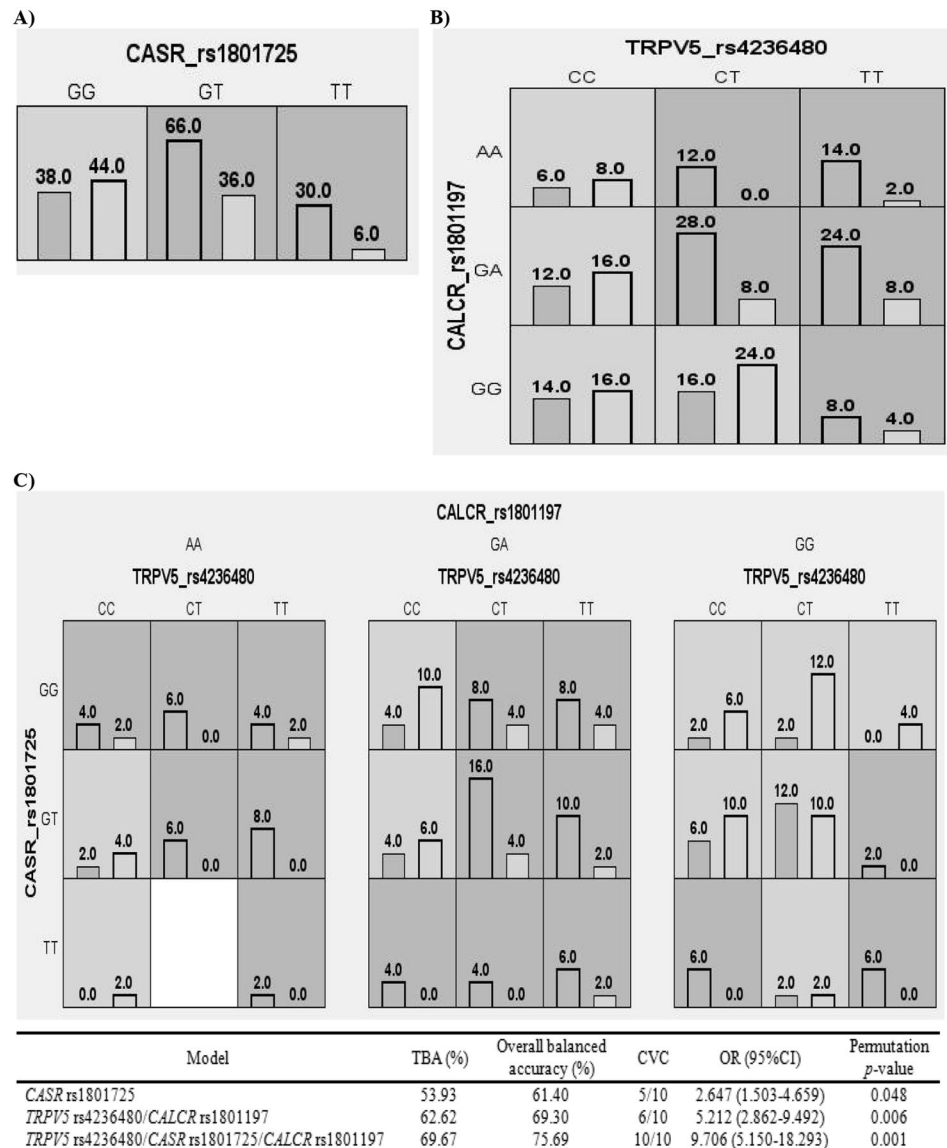 A)
CASR_rs1801725
GG GT TT
38.0 44.0 66.0 36.0 30.0 6.0
B)
TRPV5_rs4236480
CC CT TT
CALCR_rs1801197
AA
6.0 8.0 12.0 0.0 14.0 2.0
GA
12.0 16.0 28.0 8.0 24.0 8.0
GG
14.0 16.0 16.0 24.0 8.0 4.0
C)
CALCR_rs1801197
AA GA GG
TRPV5_rs4236480 TRPV5_rs4236480 TRPV5_rs4236480
CC CT TT CC CT TT CC CT TT
CASR_rs1801725
GG
4.0 2.0 6.0 0.0 4.0 2.0 4.0 10.0 8.0 4.0 8.0 4.0 2.0 6.0 2.0 12.0 0.0 4.0
GT
2.0 4.0 6.0 0.0 8.0 0.0 4.0 6.0 16.0 4.0 10.0 2.0 6.0 10.0 12.0 10.0 2.0 0.0
TT
0.0 2.0 2.0 0.0 4.0 0.0 4.0 0.0 6.0 2.0 6.0 0.0 2.0 2.0 6.0 0.0
Model TBA (%) Overall balanced accuracy (%) CVC OR (95%CI) Permutation p-value
CASR rs1801725 53.93 61.40 5/10 2.647 (1.503-4.659) 0.048
TRPV5 rs4236480/CALCR rs1801197 62.62 69.30 6/10 5.212 (2.862-9.492) 0.006
TRPV5 rs4236480/CASR rs1801725/CALCR rs1801197 69.67 75.69 10/10 9.706 (5.150-18.295) 0.001